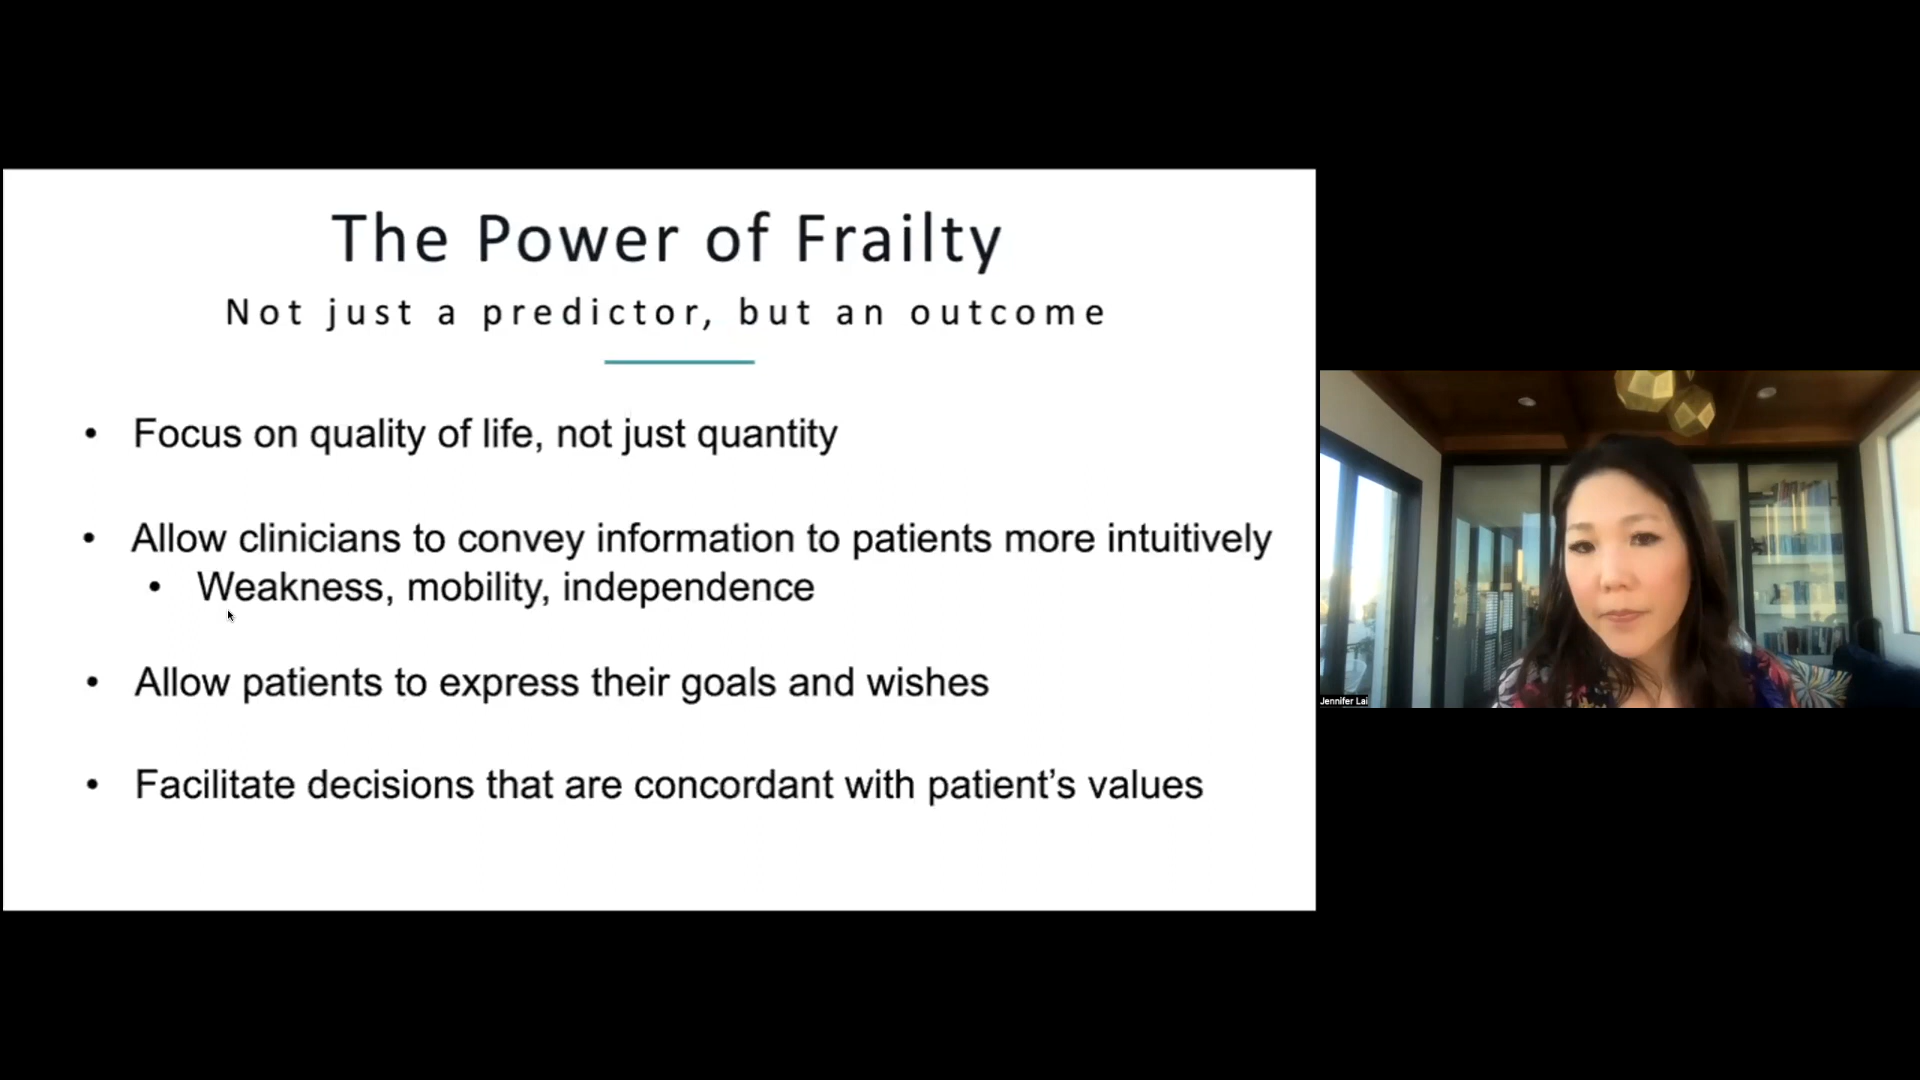 The Power of Frailty
Not just a predictor, but an outcome
• Focus on quality of life, not just quantity
• Allow clinicians to convey information to patients more intuitively
• Weakness, mobility, independence
• Allow patients to express their goals and wishes
• Facilitate decisions that are concordant with patient’s values
Jennifer Lai